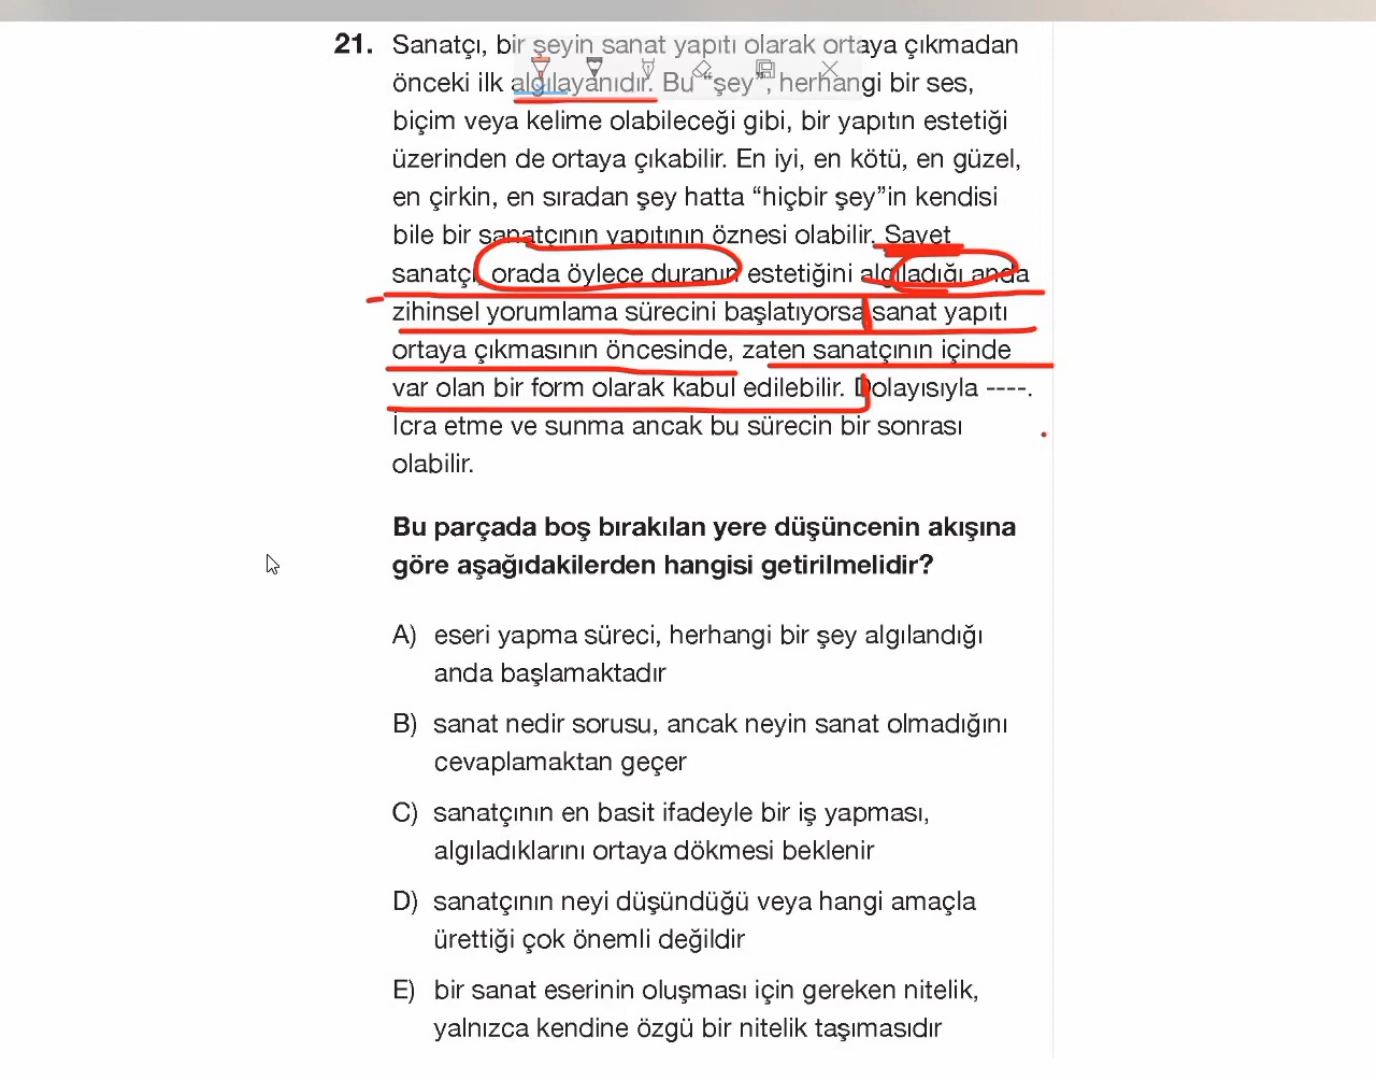 21. Sanatçı, bir şeyin sanat yapıtı olarak ortaya çıkmadan
önceki ilk algılayanıdır. Bu “şey”, herhangi bir ses,
biçim veya kelime olabileceği gibi, bir yapıtın estetiği
üzerinden de ortaya çıkabilir. En iyi, en kötü, en güzel,
en çirkin, en sıradan şey hatta “hiçbir şey”in kendisi
bile bir sanatçının yapıtının öznesi olabilir. Şayet
sanatçı, orada öylece duranın estetiğini algıladığı anda
zihinsel yorumlama sürecini başlatıyorsa sanat yapıtı
ortaya çıkmasının öncesinde, zaten sanatçının içinde
var olan bir form olarak kabul edilebilir. Dolayısıyla ----.
İcra etme ve sunma ancak bu sürecin bir sonrası
olabilir.
Bu parçada boş bırakılan yere düşüncenin akışına
göre aşağıdakilerden hangisi getirilmelidir?
A) eseri yapma süreci, herhangi bir şey algılandığı
anda başlamaktadır
B) sanat nedir sorusu, ancak neyin sanat olmadığını
cevaplamaktan geçer
C) sanatçının en basit ifadeyle bir iş yapması,
algıladıklarını ortaya dökmesi beklenir
D) sanatçının neyi düşündüğü veya hangi amaçla
ürettiği çok önemli değildir
E) bir sanat eserinin oluşması için gereken nitelik,
yalnızca kendine özgü bir nitelik taşımasıdır